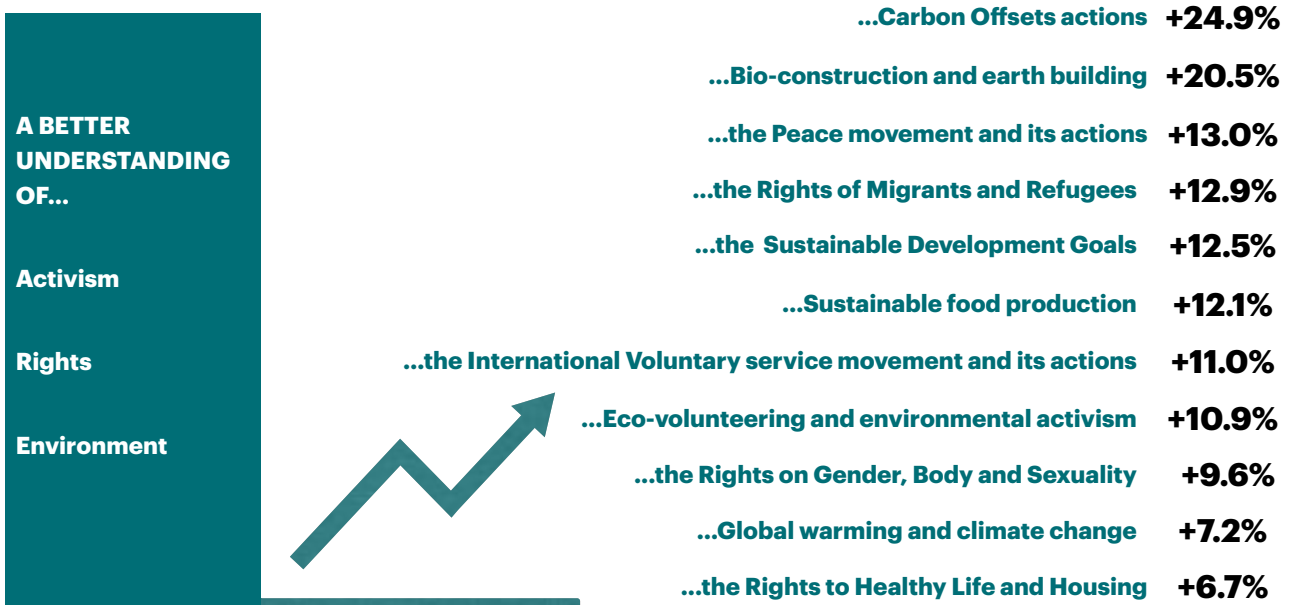 A BETTER
UNDERSTANDING
OF...
Activism
Rights
Environment
...Carbon Offsets actions +24.9%
...Bio-construction and earth building +20.5%
...the Peace movement and its actions +13.0%
...the Rights of Migrants and Refugees +12.9%
...the Sustainable Development Goals +12.5%
...Sustainable food production +12.1%
...the International Voluntary service movement and its actions +11.0%
...Eco-volunteering and environmental activism +10.9%
...the Rights on Gender, Body and Sexuality +9.6%
...Global warming and climate change +7.2%
...the Rights to Healthy Life and Housing +6.7%